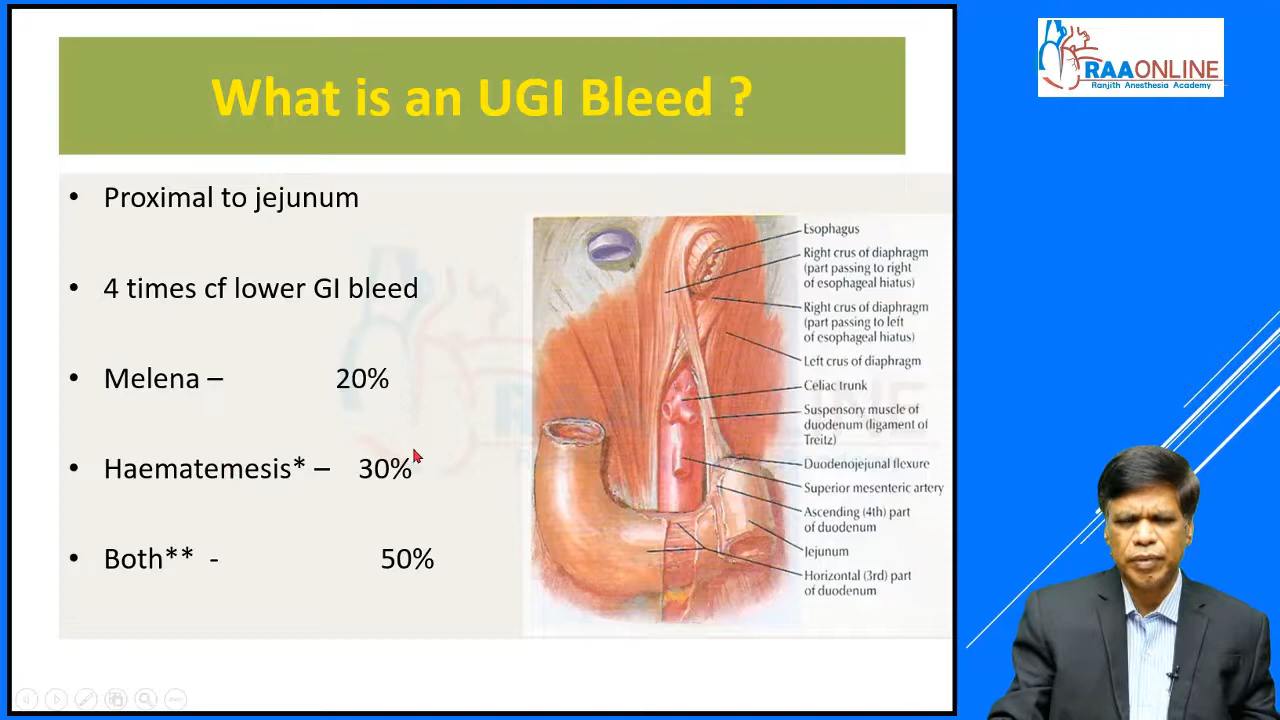 What is an UGI Bleed ?
RAAONLINE
Ranjith Anesthesia Academy
• Proximal to jejunum
• 4 times cf lower GI bleed
• Melena – 20%
• Haematemesis* – 30%
• Both** - 50%
Esophagus
Right crus of diaphragm
(part passing to right
of esophageal hiatus)
Right crus of diaphragm
(part passing to left
of esophageal hiatus)
Left crus of diaphragm
Celiac trunk
Suspensory muscle of
duodenum (ligament of
Treitz)
Duodenojejunal flexure
Superior mesenteric artery
Ascending (4th) part
of duodenum
Jejunum
Horizontal (3rd) part
of duodenum